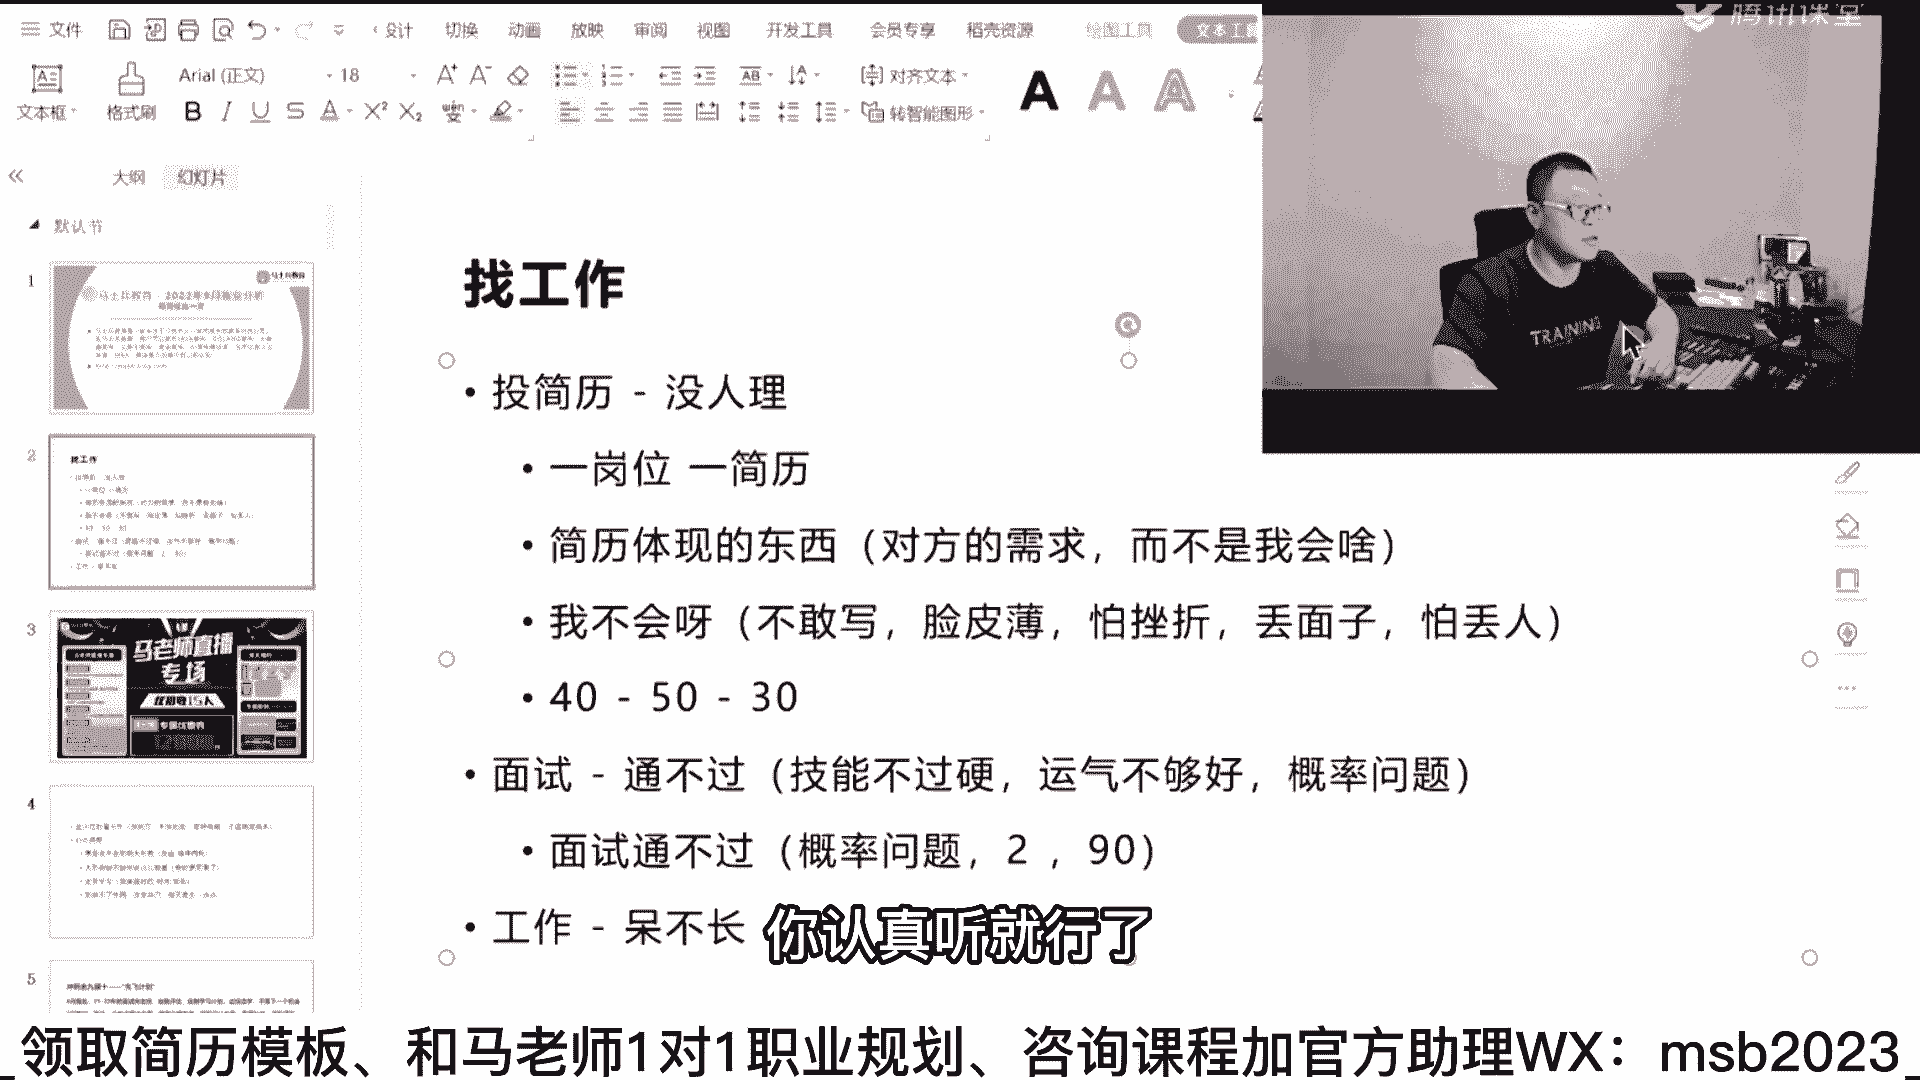 文件 设计 切换 动画 放映 审阅 视图 开发工具 会员专享 稻壳资源 绘图工具 文本工具
腾讯课堂
Arial (正文) 18 对齐文本
文本框 格式刷 转智能图形
大纲 幻灯片
默认节
1
2
找工作
3
马老师直播
专场
4
5
找工作
• 投简历 - 没人理
• 一岗位 一简历
• 简历体现的东西（对方的需求，而不是我会啥）
• 我不会呀（不敢写，脸皮薄，怕挫折，丢面子，怕丢人）
• 40 - 50 - 30
• 面试 - 通不过（技能不过硬，运气不够好，概率问题）
• 面试通不过（概率问题，2 ，90）
• 工作 - 呆不长
TRAINING
你认真听就行了
_领取简历模板、和马老师1对1职业规划、咨询课程加官方助理WX：msb2023_